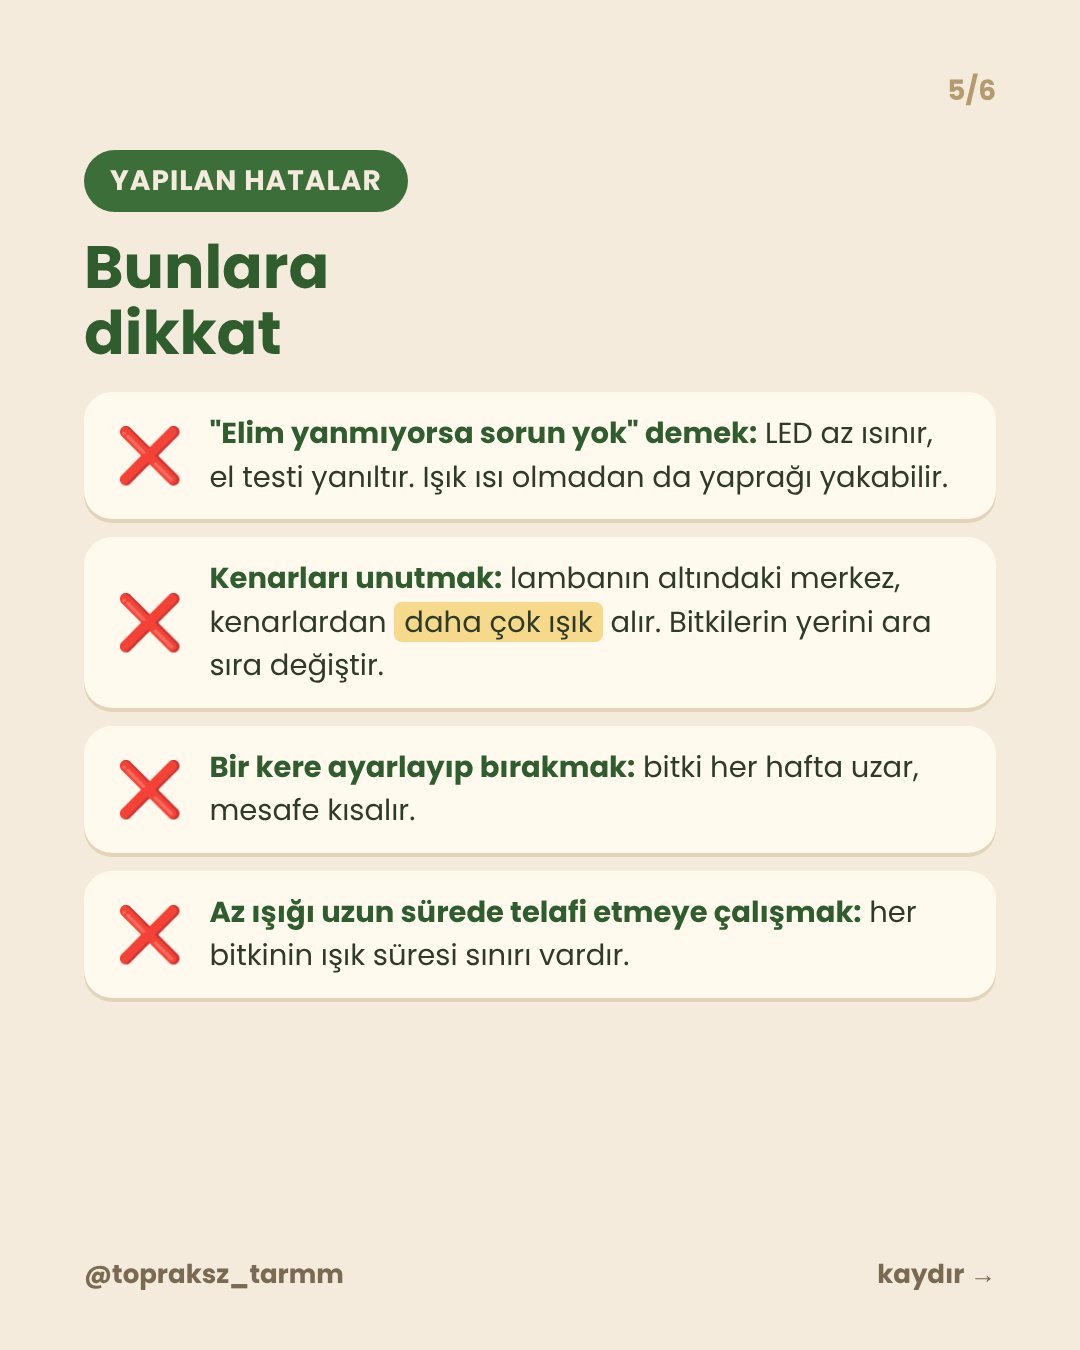 5/6
YAPILAN HATALAR
Bunlara
dikkat
❌ "Elim yanmıyorsa sorun yok" demek: LED az ısınır,
el testi yanıltır. Işık ısı olmadan da yaprağı yakabilir.
❌ Kenarları unutmak: lambanın altındaki merkez,
kenarlardan daha çok ışık alır. Bitkilerin yerini ara
sıra değiştir.
❌ Bir kere ayarlayıp bırakmak: bitki her hafta uzar,
mesafe kısalır.
❌ Az ışığı uzun sürede telafi etmeye çalışmak: her
bitkinin ışık süresi sınırı vardır.
@topraksz_tarmm
kaydır →